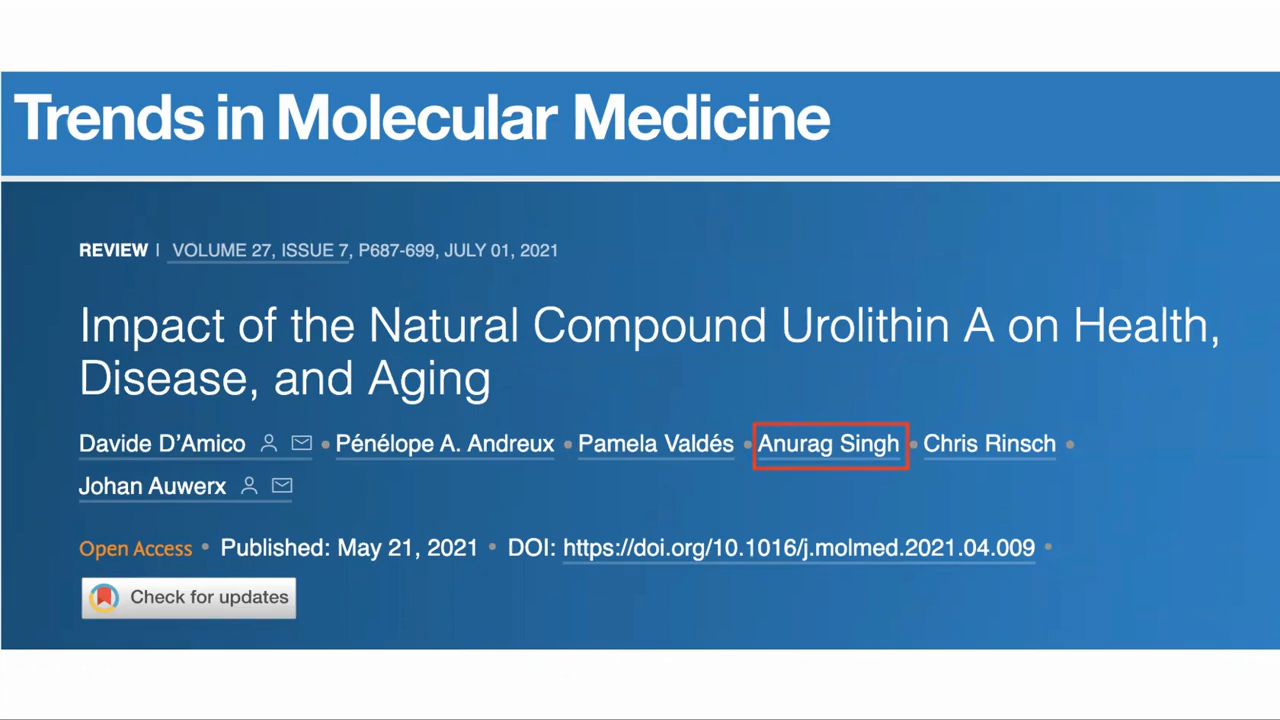 Trends in Molecular Medicine
REVIEW | VOLUME 27, ISSUE 7, P687-699, JULY 01, 2021
Impact of the Natural Compound Urolithin A on Health,
Disease, and Aging
Davide D’Amico • Pénélope A. Andreux • Pamela Valdés • Anurag Singh • Chris Rinsch •
Johan Auwerx
Open Access • Published: May 21, 2021 • DOI: https://doi.org/10.1016/j.molmed.2021.04.009 •
Check for updates